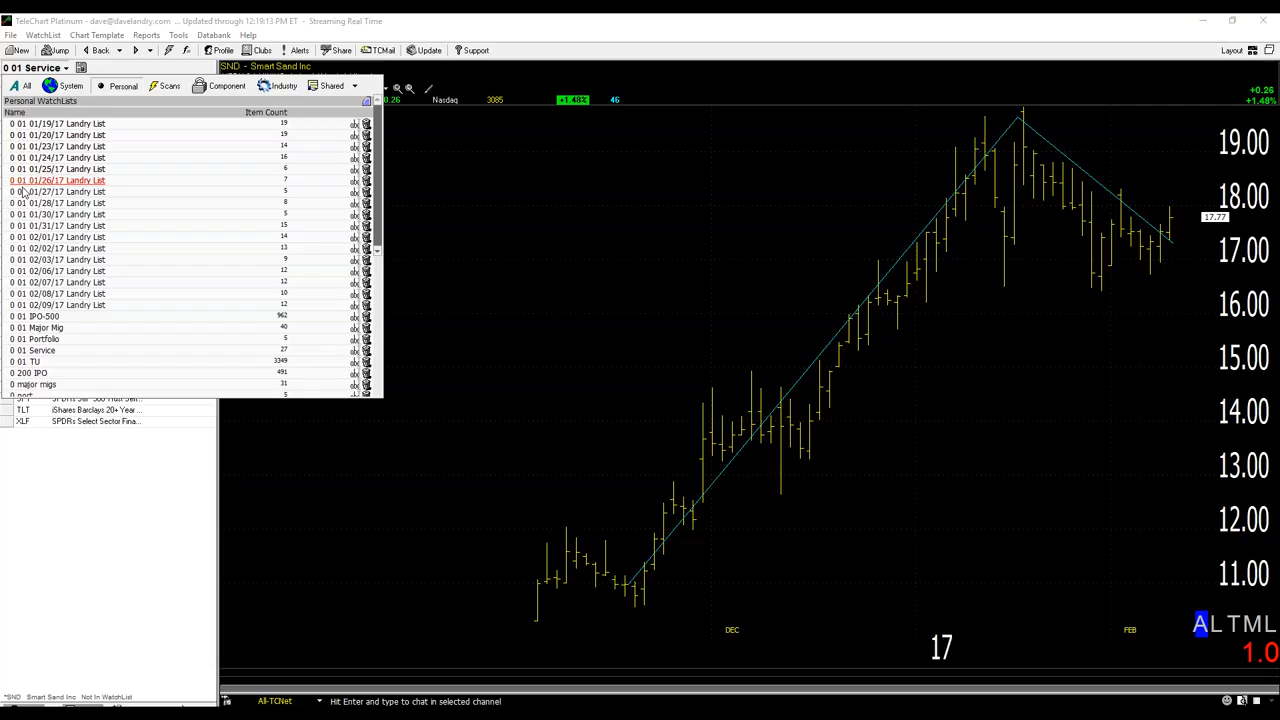 TeleChart Platinum - dave@davelandry.com ... Updated through 12:19:13 PM ET - Streaming Real Time
File WatchList Chart Template Reports Tools Databank Help
New Jump Back Profile Clubs Alerts Share TCMail Update Support Layout
0 01 Service
SND - Smart Sand Inc
+0.26
+1.48%
All System Personal Scans Component Industry Shared
0.26 Nasdaq 3085 +1.48% 46
Personal WatchLists
Name Item Count
0 01 01/19/17 Landry List 19
0 01 01/20/17 Landry List 19
0 01 01/23/17 Landry List 14
0 01 01/24/17 Landry List 16
0 01 01/25/17 Landry List 6
0 01 01/26/17 Landry List 7
0 01 01/27/17 Landry List 5
0 01 01/28/17 Landry List 8
0 01 01/30/17 Landry List 5
0 01 01/31/17 Landry List 15
0 01 02/01/17 Landry List 14
0 01 02/02/17 Landry List 13
0 01 02/03/17 Landry List 9
0 01 02/06/17 Landry List 12
0 01 02/07/17 Landry List 12
0 01 02/08/17 Landry List 10
0 01 02/09/17 Landry List 12
0 01 IPO-500 962
0 01 Major Mig 40
0 01 Portfolio 5
0 01 Service 27
0 01 TU 3349
0 200 IPO 491
0 major migs 31
0 port 5
TLT iShares Barclays 20+ Year ...
XLF SPDRs Select Sector Fina...
19.00
18.00
17.77
17.00
16.00
15.00
14.00
13.00
12.00
11.00
DEC
17
FEB
ALTML
1.0
*SND Smart Sand Inc Not In WatchList
All-TCNet Hit Enter and type to chat in selected channel